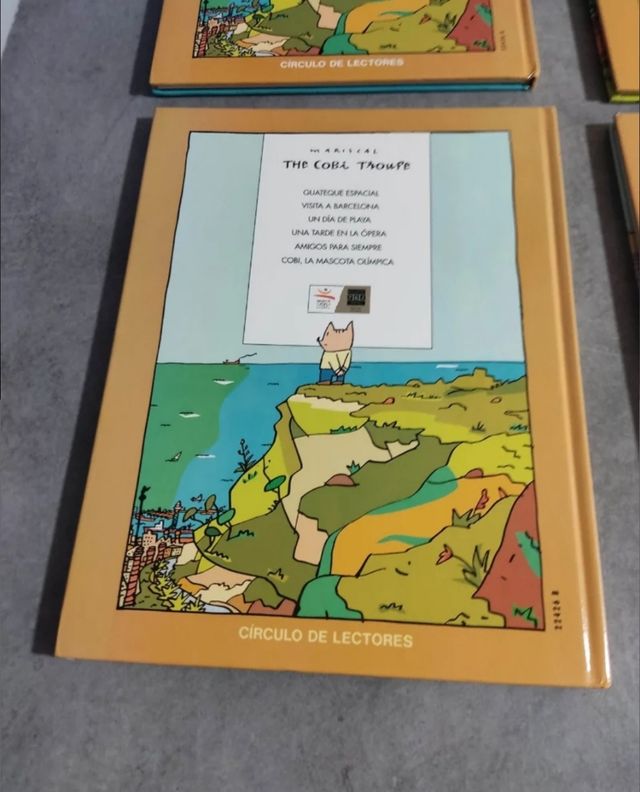 CÍRCULO DE LECTORES
MARISCAL
THE COBi TROUPE
GUATEQUE ESPACIAL
VISITA A BARCELONA
UN DÍA DE PLAYA
UNA TARDE EN LA ÓPERA
AMIGOS PARA SIEMPRE
COBI, LA MASCOTA OLÍMPICA
22426 R
CÍRCULO DE LECTORES